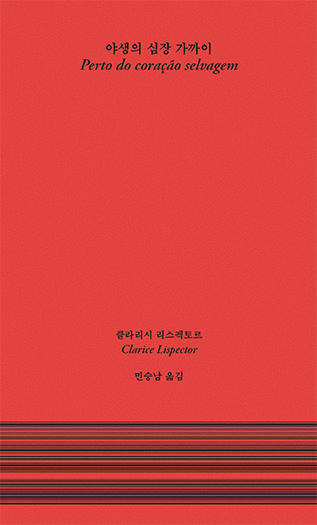 야생의 심장 가까이
Perto do coração selvagem
클라리시 리스펙토르
Clarice Lispector
민승남 옮김